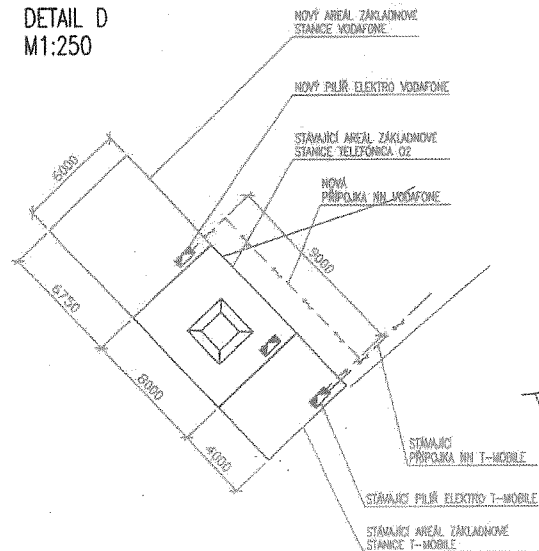 DETAIL D
M1:250
NOVÝ AREÁL ZÁKLADNOVÉ
STANICE VODAFONE
NOVÝ PILÍŘ ELEKTRO VODAFONE
STÁVAJÍCÍ AREÁL ZÁKLADNOVÉ
STANICE TELEFÓNICA O2
NOVÁ
PŘÍPOJKA NN VODAFONE
6000
9000
6750
8000
4000
STÁVAJÍCÍ
PŘÍPOJKA NN T-MOBILE
STÁVAJÍCÍ PILÍŘ ELEKTRO T-MOBILE
STÁVAJÍCÍ AREÁL ZÁKLADNOVÉ
STANICE T-MOBILE